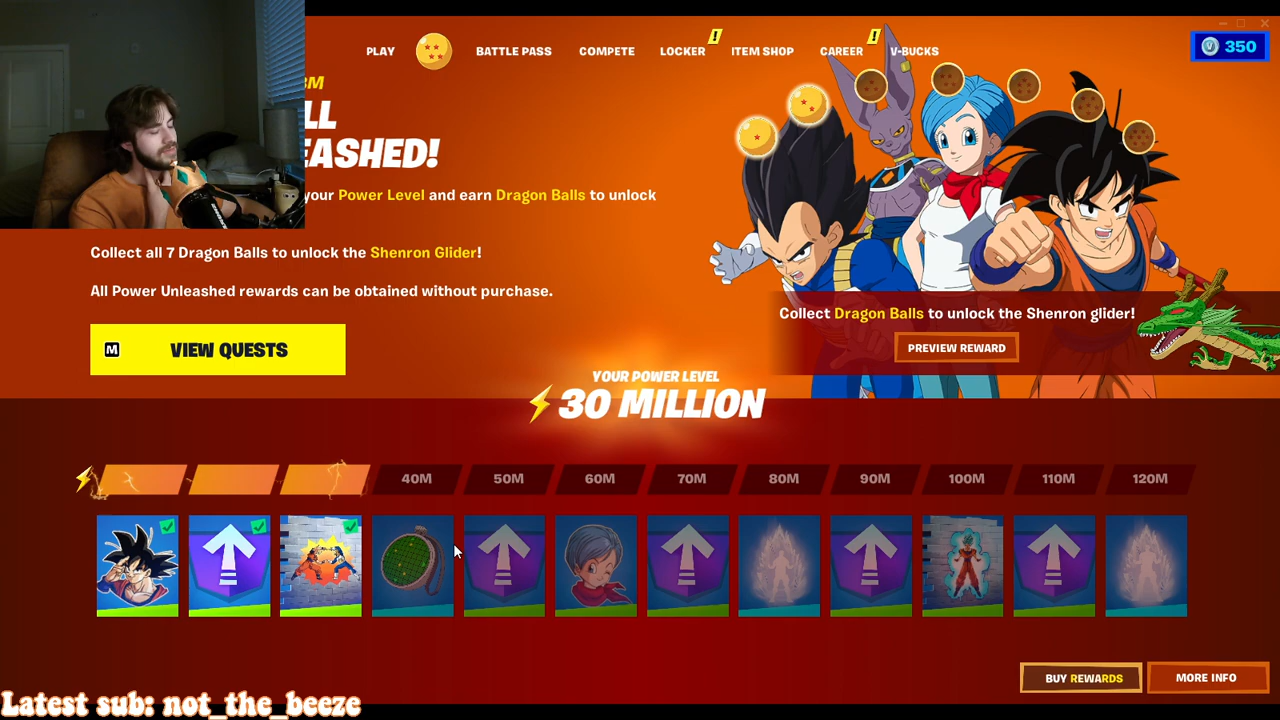 PLAY
BATTLE PASS
COMPETE
LOCKER
!
ITEM SHOP
CAREER
!
V-BUCKS
350
LL
EASHED!
your Power Level and earn Dragon Balls to unlock
Collect all 7 Dragon Balls to unlock the Shenron Glider!
All Power Unleashed rewards can be obtained without purchase.
M VIEW QUESTS
Collect Dragon Balls to unlock the Shenron glider!
PREVIEW REWARD
YOUR POWER LEVEL
30 MILLION
40M 50M 60M 70M 80M 90M 100M 110M 120M
BUY REWARDS
MORE INFO
Latest sub: not_the_beeze